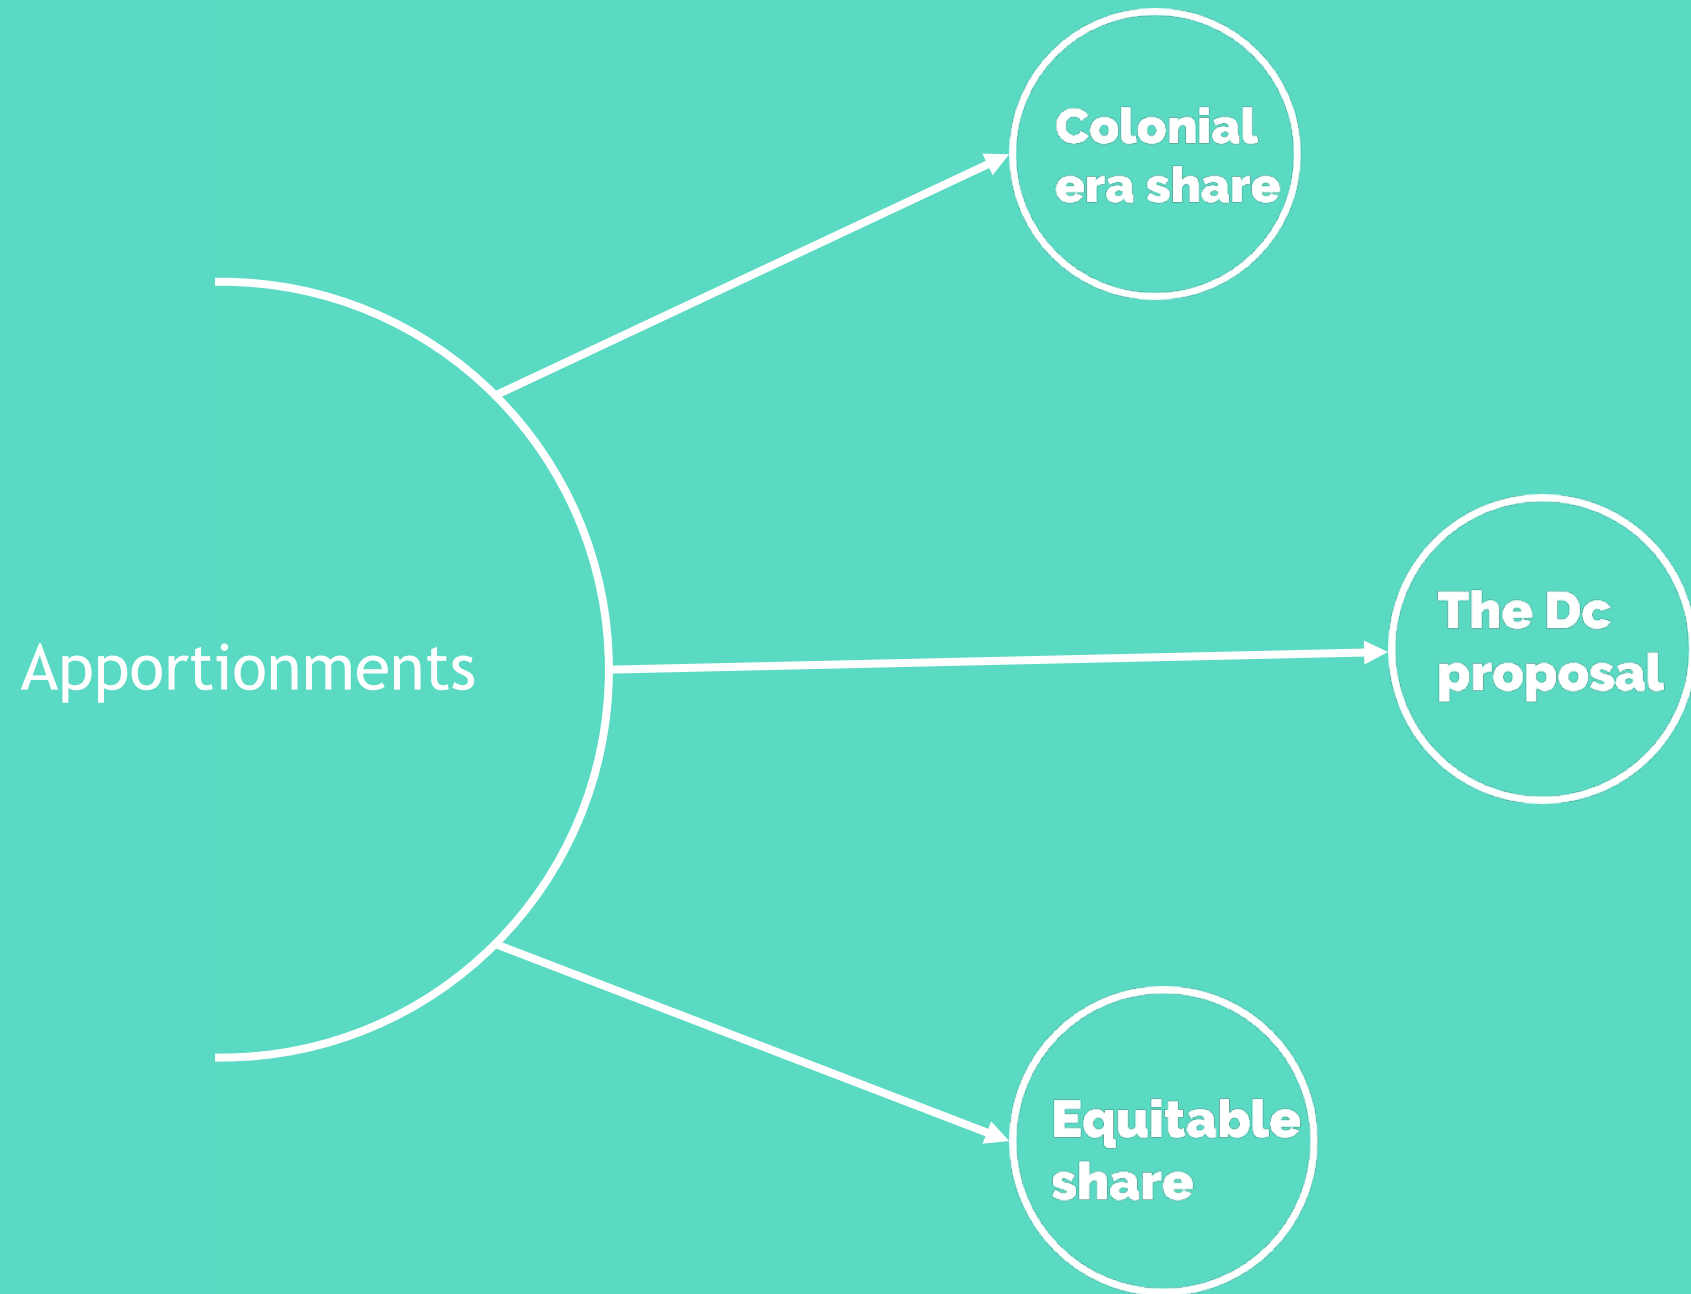 Colonial
era share
Apportionments
The Dc
proposal
Equitable
share